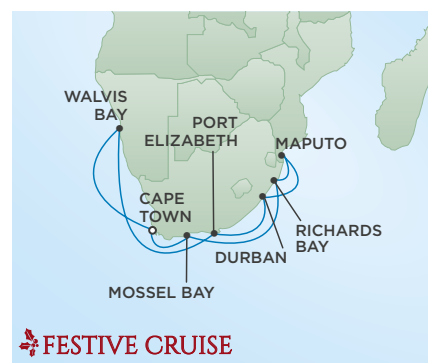 WALVIS
BAY
PORT
ELIZABETH
MAPUTO
CAPE
TOWN
RICHARDS
BAY
DURBAN
MOSSEL BAY
FESTIVE CRUISE